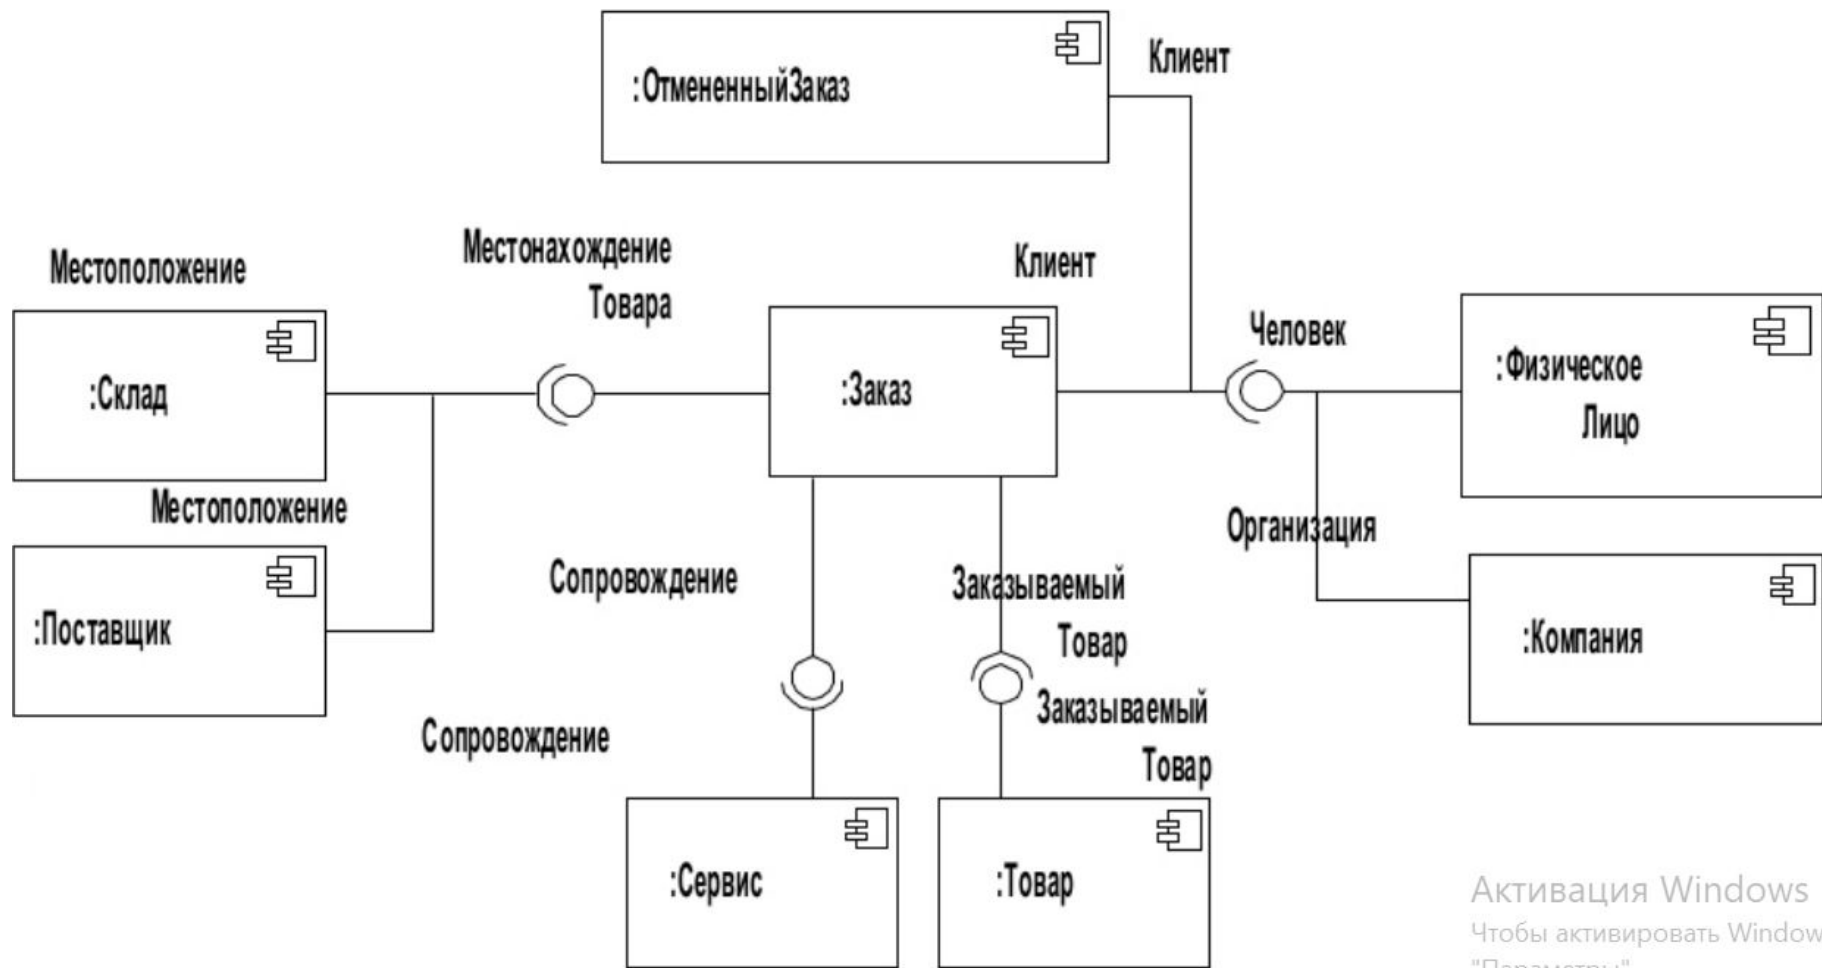 Клиент
:ОтмененныйЗаказ
Местонахождение
Товара
Местоположение
Клиент
Человек
:Склад
:Заказ
:Физическое
Лицо
Местоположение
Организация
:Поставщик
Сопровождение
Заказываемый
Товар
:Компания
Заказываемый
Товар
Сопровождение
:Сервис
:Товар
Активация Windows
Чтобы активировать Window
"Параметры"